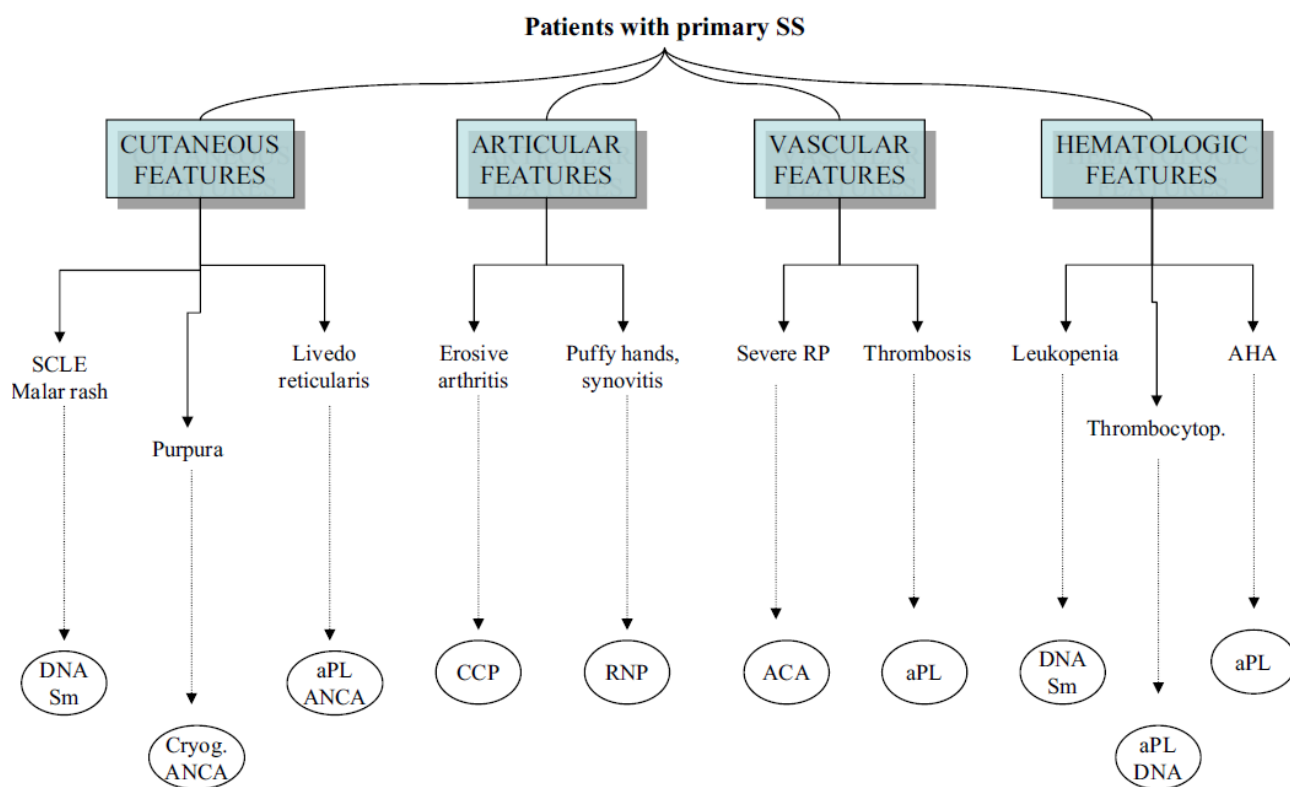 Patients with primary SS
CUTANEOUS
FEATURES
ARTICULAR
FEATURES
VASCULAR
FEATURES
HEMATOLOGIC
FEATURES
SCLE
Malar rash
Purpura
Livedo
reticularis
Erosive
arthritis
Puffy hands,
synovitis
Severe RP
Thrombosis
Leukopenia
Thrombocytop.
AHA
DNA
Sm
Cryog.
ANCA
aPL
ANCA
CCP
RNP
ACA
aPL
DNA
Sm
aPL
DNA
aPL